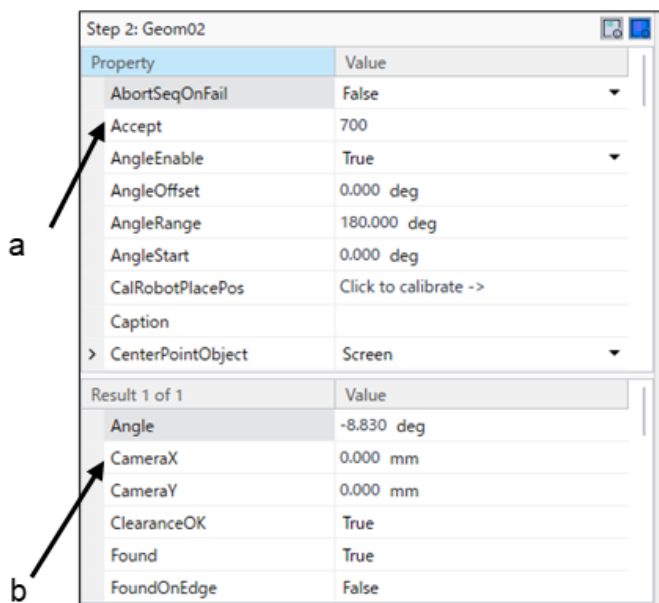 Step 2: Geom02
Property Value
AbortSeqOnFail False
Accept 700
AngleEnable True
AngleOffset 0.000 deg
AngleRange 180.000 deg
AngleStart 0.000 deg
CalRobotPlacePos Click to calibrate ->
Caption
> CenterPointObject Screen
Result 1 of 1 Value
Angle -8.830 deg
CameraX 0.000 mm
CameraY 0.000 mm
ClearanceOK True
Found True
FoundOnEdge False
a
b